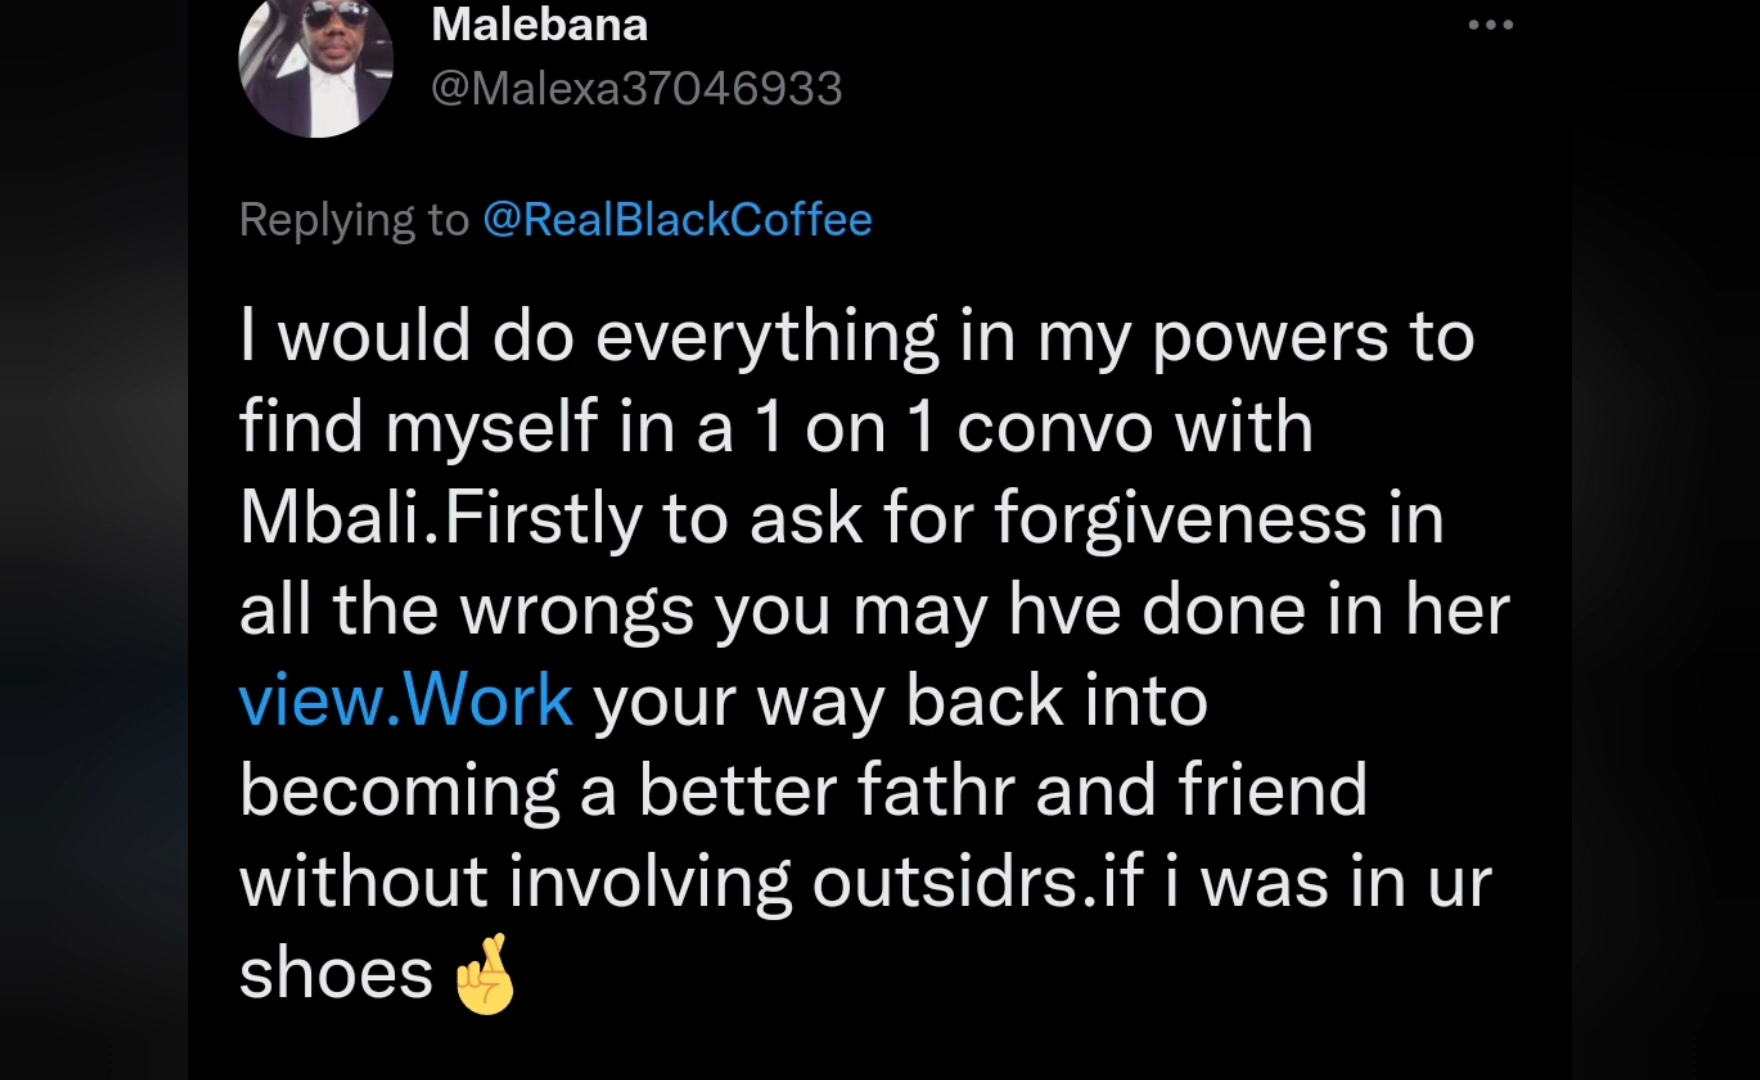 Malebana
@Malexa37046933
Replying to @RealBlackCoffee
I would do everything in my powers to
find myself in a 1 on 1 convo with
Mbali.Firstly to ask for forgiveness in
all the wrongs you may hve done in her
view.Work your way back into
becoming a better fathr and friend
without involving outsidrs.if i was in ur
shoes 🤞